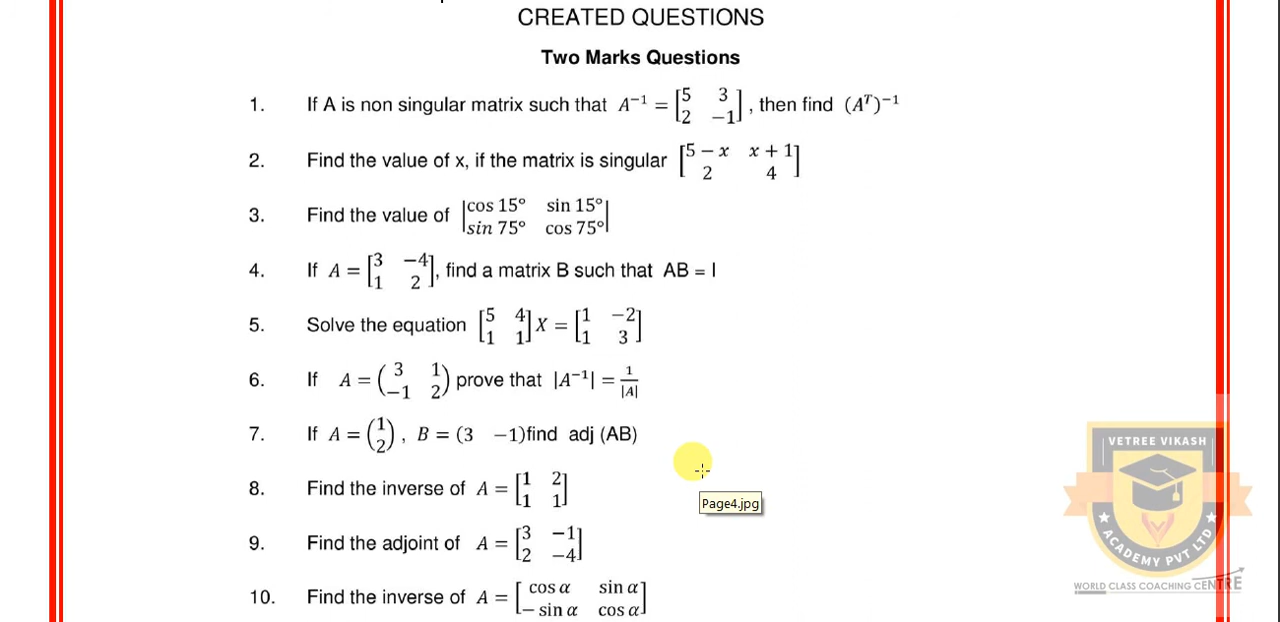 CREATED QUESTIONS
Two Marks Questions
1. If A is non singular matrix such that A⁻¹ = [5 3; 2 −1], then find (Aᵀ)⁻¹
2. Find the value of x, if the matrix is singular [5 − x x + 1; 2 4]
3. Find the value of |cos 15° sin 15°; sin 75° cos 75°|
4. If A = [3 −4; 1 2], find a matrix B such that AB = I
5. Solve the equation [5 4; 1 1] X = [1 −2; 1 3]
6. If A = (3 1; −1 2) prove that |A⁻¹| = 1/|A|
7. If A = (1; 2), B = (3 −1)find adj (AB)
8. Find the inverse of A = [1 2; 1 1]
Page4.jpg
9. Find the adjoint of A = [3 −1; 2 −4]
10. Find the inverse of A = [cos α sin α; − sin α cos α]
VETREE VIKASH
ACADEMY PVT LTD
WORLD CLASS COACHING CENTRE